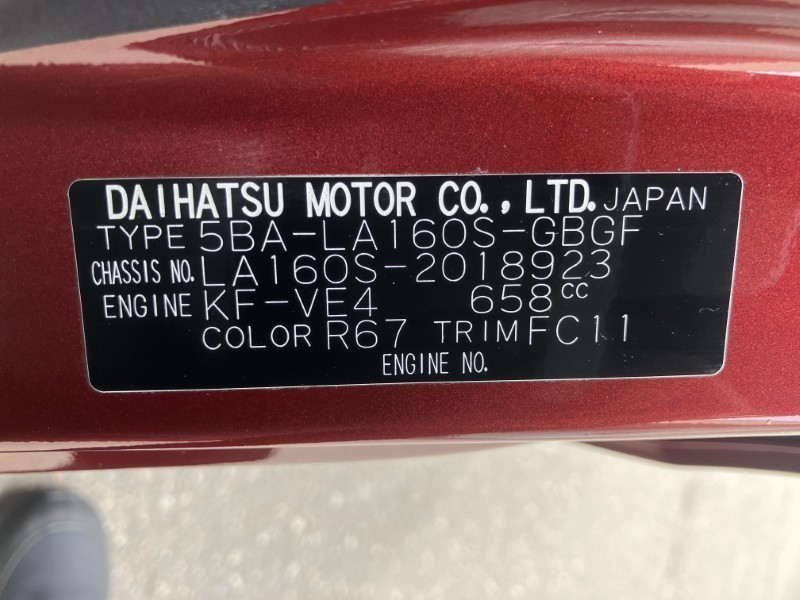 DAIHATSU MOTOR CO., LTD. JAPAN
TYPE 5BA-LA160S-GBGF
CHASSIS NO. LA160S-2018923
ENGINE KF-VE4 658cc
COLOR R67 TRIM FC11
ENGINE NO.